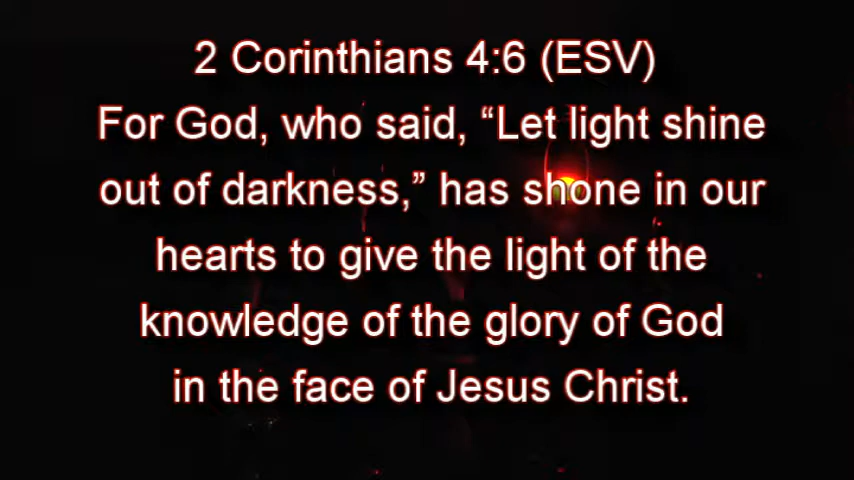 2 Corinthians 4:6 (ESV)
For God, who said, “Let light shine
out of darkness,” has shone in our
hearts to give the light of the
knowledge of the glory of God
in the face of Jesus Christ.